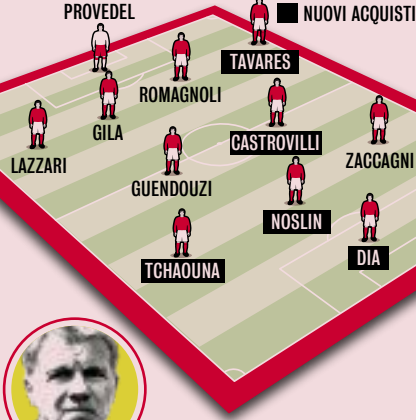 PROVEDEL
NUOVI ACQUISTI
TAVARES
ROMAGNOLI
GILA
CASTROVILLI
LAZZARI
ZACCAGNI
GUENDOUZI
NOSLIN
TCHAOUNA
DIA